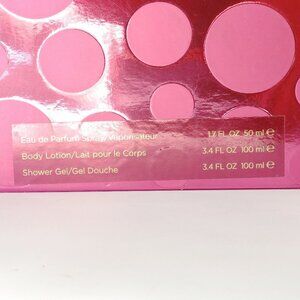 Eau de Parfum Spray/Vaporisateur 1.7 FL OZ 50 ml ℮
Body Lotion/Lait pour le Corps 3.4 FL OZ 100 ml ℮
Shower Gel/Gel Douche 3.4 FL OZ 100 ml ℮